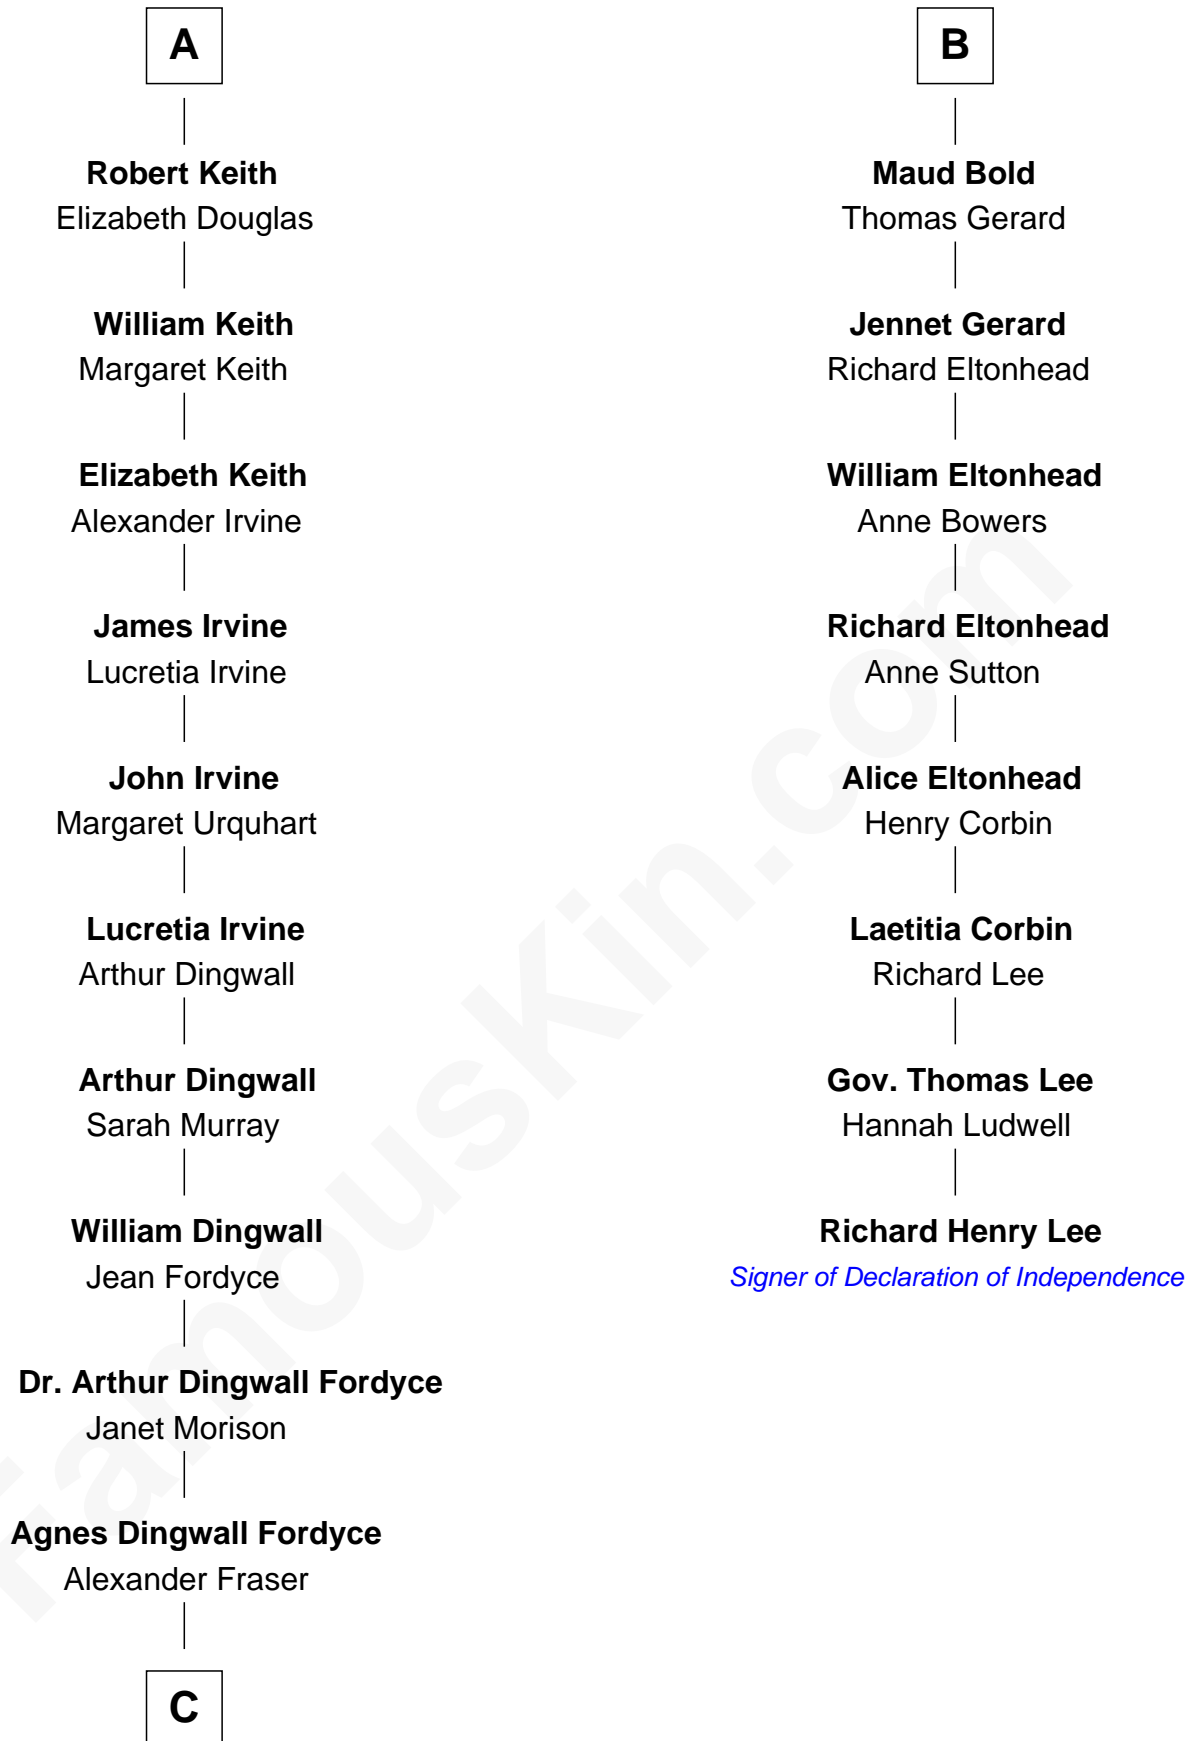 A
Robert Keith
Elizabeth Douglas
William Keith
Margaret Keith
Elizabeth Keith
Alexander Irvine
James Irvine
Lucretia Irvine
John Irvine
Margaret Urquhart
Lucretia Irvine
Arthur Dingwall
Arthur Dingwall
Sarah Murray
William Dingwall
Jean Fordyce
Dr. Arthur Dingwall Fordyce
Janet Morison
Agnes Dingwall Fordyce
Alexander Fraser
C
B
Maud Bold
Thomas Gerard
Jennet Gerard
Richard Eltonhead
William Eltonhead
Anne Bowers
Richard Eltonhead
Anne Sutton
Alice Eltonhead
Henry Corbin
Laetitia Corbin
Richard Lee
Gov. Thomas Lee
Hannah Ludwell
Richard Henry Lee
Signer of Declaration of Independence
FamousKin.com